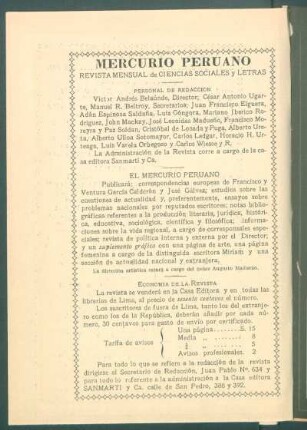 MERCURIO PERUANO
REVISTA MENSUAL de CIENCIAS SOCIALES y LETRAS
PERSONAL DE REDACCION
Víctor Andrés Belaúnde, Director; César Antonio Ugarte,
Manuel R. Beltroy, Secretarios; Juan Francisco Elguera,
Adán Espinosa Saldaña, Luis Góngora, Mariano Iberico
Rodríguez, John Mackay, José Leonidas Madueño, Francisco Moreyra
y Paz Soldan, Cristóbal de Losada y Puga, Alberto Ureta,
Alberto Ulloa Sotomayor, Carlos Ledgar, Horacio H. Urteaga,
Luis Varela Orbegoso y Carlos Wiesse y R.
La Administración de la Revista corre a cargo de la casa
editora Sanmarti y Ca.
EL MERCURIO PERUANO
Publicará: correspondencias europeas de Francisco y
Ventura García Calderón y José Gálvez; estudios sobre las
cuestiones de actualidad y, preferentemente, ensayos sobre
problemas nacionales, por reputados escritores; notas bibliográficas
referentes a la producción literaria, jurídica, histórica,
educativa, sociológica, científica y filosófica; informaciones
sobre la vida regional, a cargo de corresponsales especiales;
revista de política interna y externa por el Director,
y un suplemento gráfico con una página de arte, una página
femenina a cargo de la distinguida escritora Miriam y una
sección de actualidad nacional y extranjera.
La dirección artística estará a cargo del señor Augusto Madueño.
ECONOMIA DE LA REVISTA
La revista se venderá en la Casa Editora y en todas las
librerías de Lima, al precio de sesenta centavos el número.
Los suscritores de fuera de Lima, tanto los del extranjero
como los de la República, deberán añadir por cada
número, 30 centavos gasto de envío por certificado.
Una página S. 15
Tarifa de avisos Media „ „ 8
¼ „ „ 5
Avisos profesionales 2
Para todo lo que se refiere a la redacción de la revista
dirigirse al Secretario de Redacción, Juan Pablo Nº. 634 y
para todo lo referente a la administración a la Casa editora
SANMARTI y Ca. calle de San Pedro, 388 y 392.